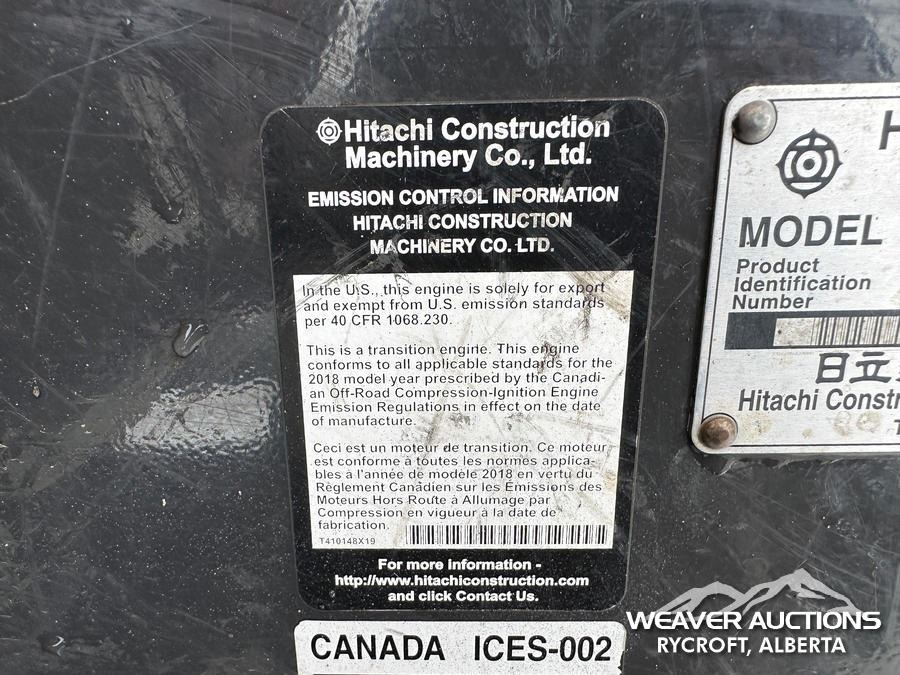 Hitachi Construction
Machinery Co., Ltd.
EMISSION CONTROL INFORMATION
HITACHI CONSTRUCTION
MACHINERY CO. LTD.
In the U.S., this engine is solely for export
and exempt from U.S. emission standards
per 40 CFR 1068.230.
This is a transition engine. This engine
conforms to all applicable standards for the
2018 model year prescribed by the Canadi-
an Off-Road Compression-Ignition Engine
Emission Regulations in effect on the date
of manufacture.
Ceci est un moteur de transition. Ce moteur
est conforme à toutes les normes applica-
bles à l'année de modèle 2018 en vertu du
Règlement Canadien sur les Émissions des
Moteurs Hors Route à Allumage par
Compression en vigueur à la date de
fabrication.
T410148X19
For more information -
http://www.hitachiconstruction.com
and click Contact Us.
CANADA ICES-002
MODEL
Product
Identification
Number
日立
Hitachi
WEAVER AUCTIONS
RYCROFT, ALBERTA